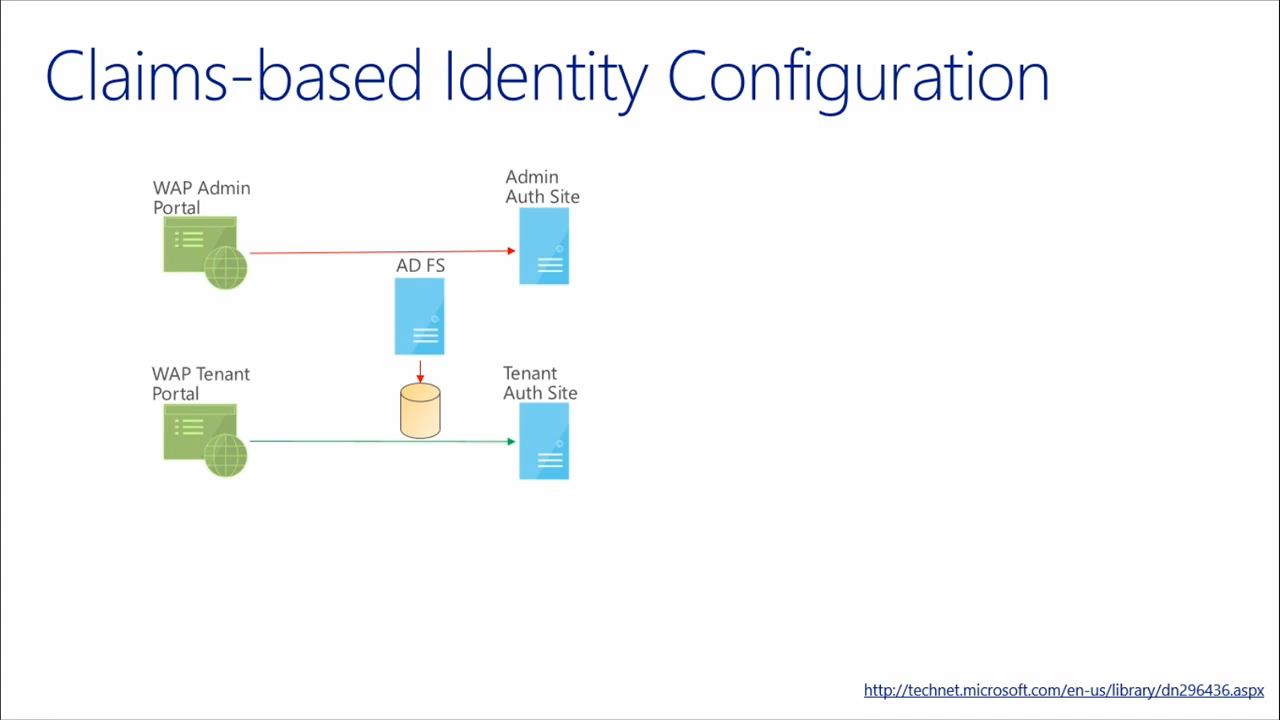 Claims-based Identity Configuration
WAP Admin
Portal
Admin
Auth Site
AD FS
WAP Tenant
Portal
Tenant
Auth Site
http://technet.microsoft.com/en-us/library/dn296436.aspx